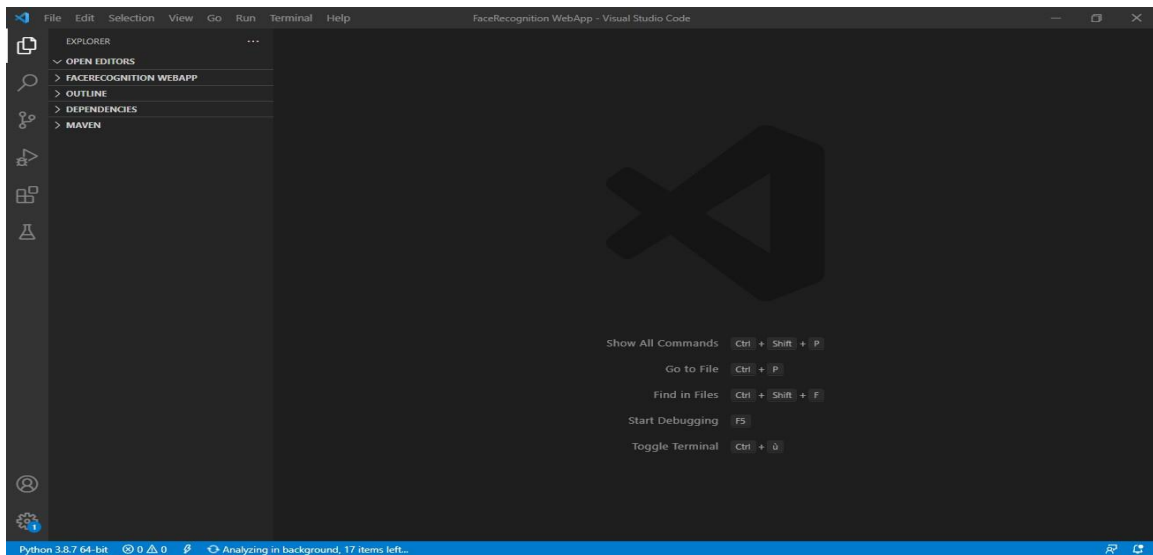 File Edit Selection View Go Run Terminal Help FaceRecognition WebApp - Visual Studio Code
EXPLORER ...
OPEN EDITORS
FACERECOGNITION WEBAPP
OUTLINE
DEPENDENCIES
MAVEN
Show All Commands Ctrl + Shift + P
Go to File Ctrl + P
Find in Files Ctrl + Shift + F
Start Debugging F5
Toggle Terminal Ctrl + ù
1
Python 3.8.7 64-bit 0 0 Analyzing in background, 17 items left...